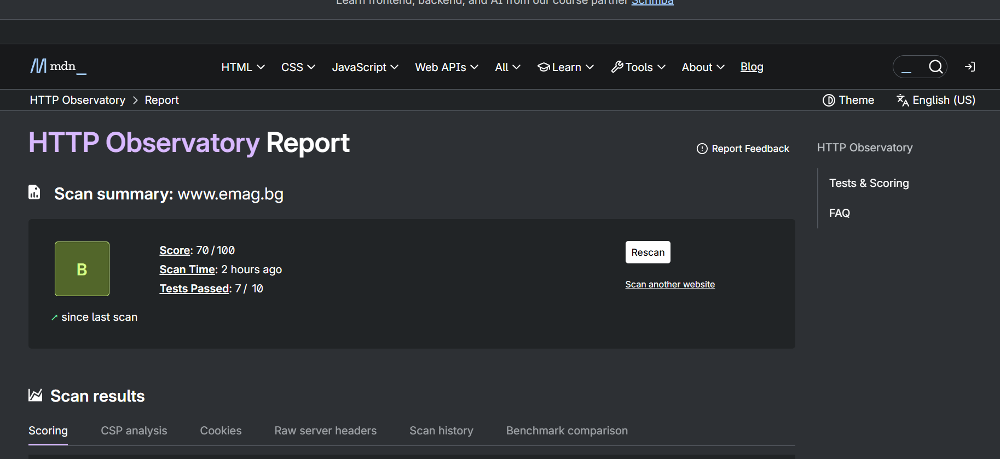 Learn frontend, backend, and AI from our course partner Scrimba
mdn_
HTML CSS JavaScript Web APIs All Learn Tools About Blog
HTTP Observatory > Report
Theme English (US)
HTTP Observatory Report
Report Feedback
HTTP Observatory
Tests & Scoring
FAQ
Scan summary: www.emag.bg
B
Score: 70/100
Scan Time: 2 hours ago
Tests Passed: 7/ 10
Rescan
Scan another website
↗ since last scan
Scan results
Scoring CSP analysis Cookies Raw server headers Scan history Benchmark comparison